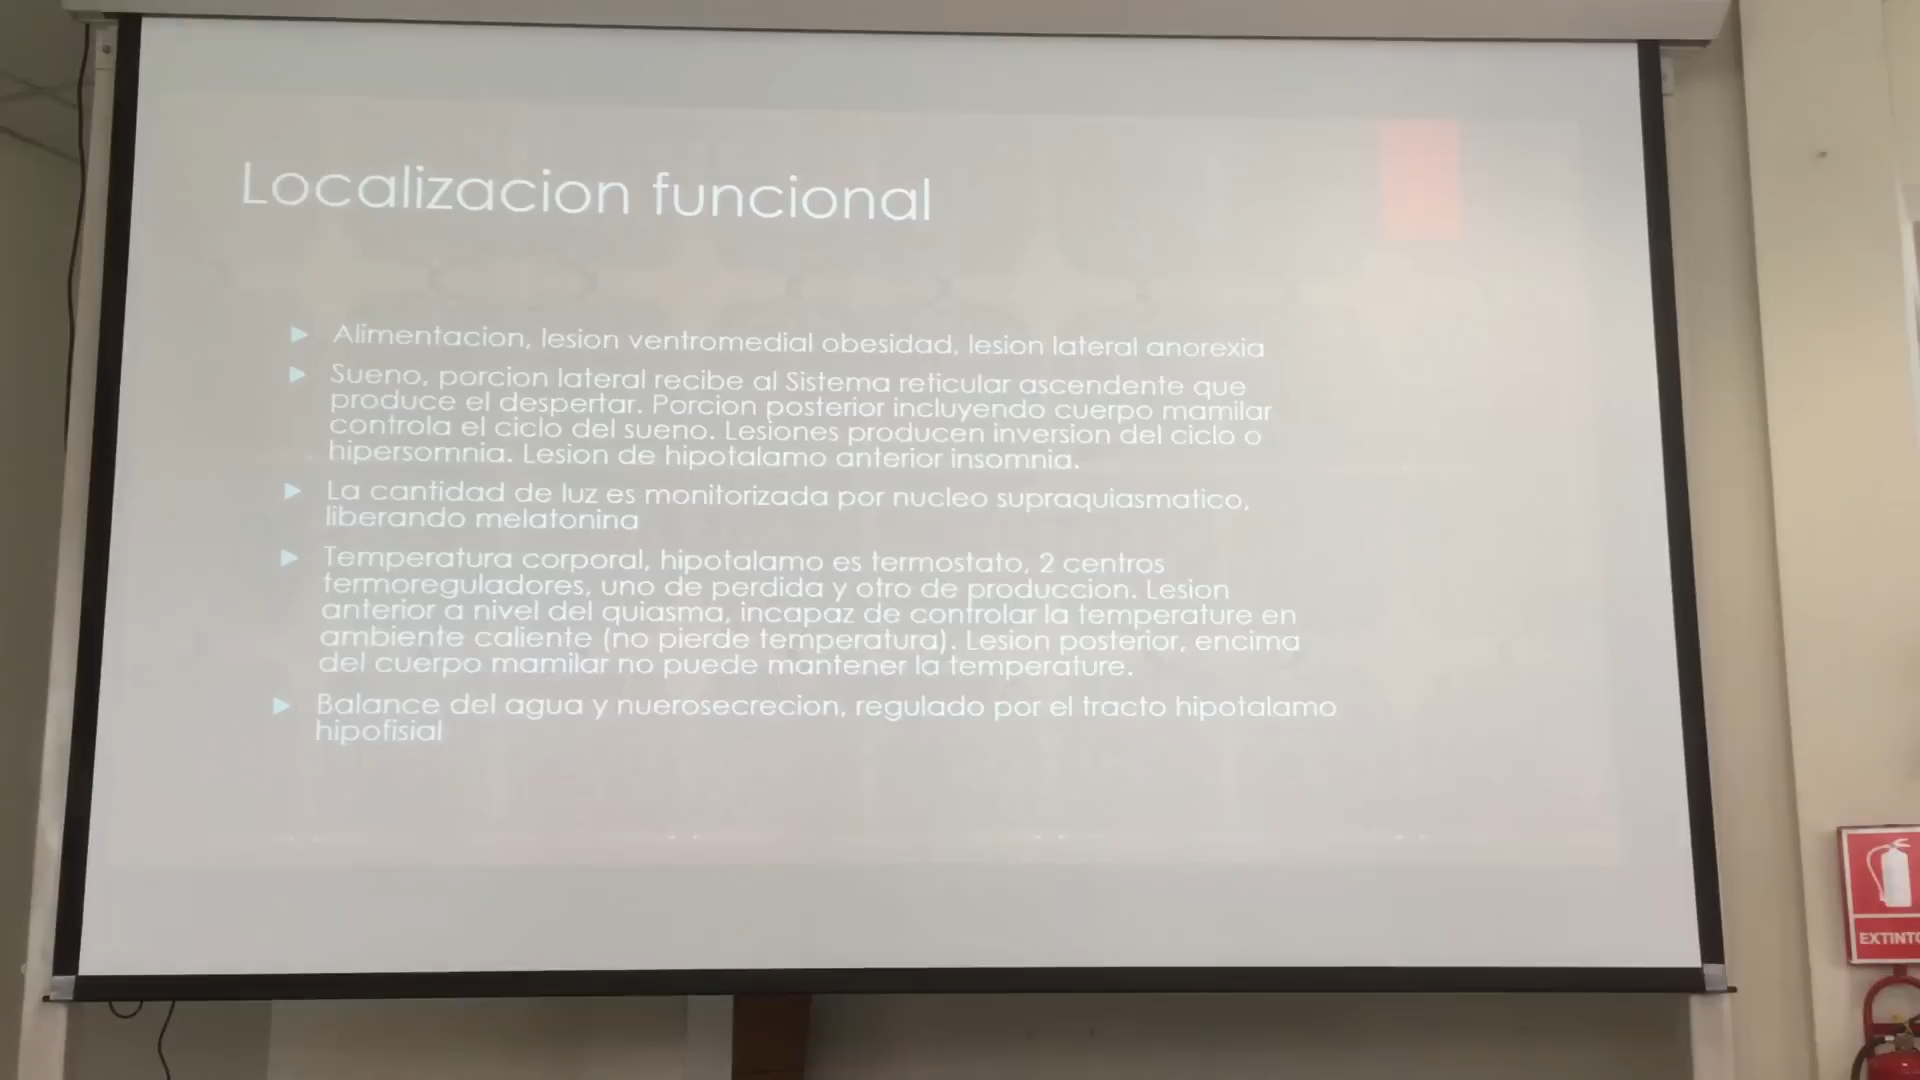 Localizacion funcional
Alimentacion, lesion ventromedial obesidad, lesion lateral anorexia
Sueno, porcion lateral recibe al Sistema reticular ascendente que
produce el despertar. Porcion posterior incluyendo cuerpo mamilar
controla el ciclo del sueno. Lesiones producen inversion del ciclo o
hipersomnia. Lesion de hipotalamo anterior insomnia.
La cantidad de luz es monitorizada por nucleo supraquiasmatico,
liberando melatonina
Temperatura corporal, hipotalamo es termostato, 2 centros
termoreguladores, uno de perdida y otro de produccion. Lesion
anterior a nivel del quiasma, incapaz de controlar la temperature en
ambiente caliente (no pierde temperatura). Lesion posterior, encima
del cuerpo mamilar no puede mantener la temperature.
Balance del agua y nuerosecrecion, regulado por el tracto hipotalamo
hipofisial
EXTINTO